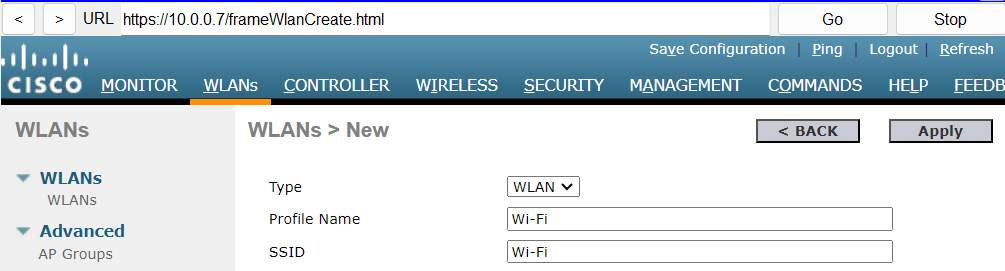 < > URL https://10.0.0.7/frameWlanCreate.html Go Stop
Save Configuration | Ping | Logout | Refresh
CISCO MONITOR WLANs CONTROLLER WIRELESS SECURITY MANAGEMENT COMMANDS HELP FEEDB
WLANs
WLANs
WLANs
Advanced
AP Groups
WLANs > New < BACK Apply
Type WLAN
Profile Name Wi-Fi
SSID Wi-Fi